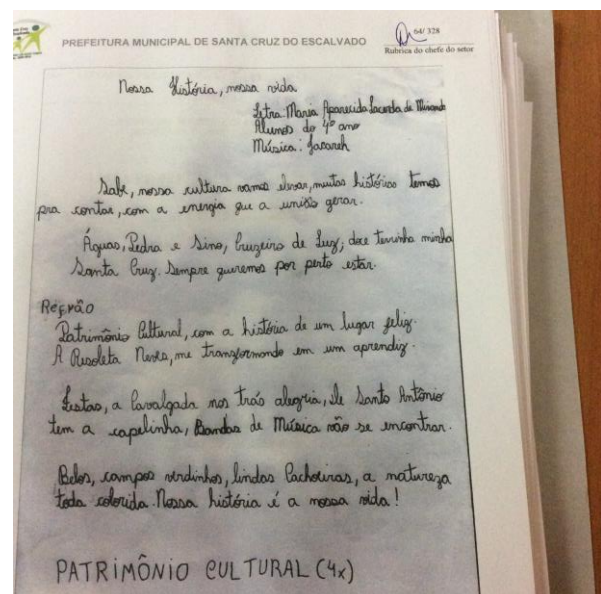 PREFEITURA MUNICIPAL DE SANTA CRUZ DO ESCALVADO
64/ 328
Rubrica do chefe do setor
Nossa História, nossa vida.
Letra: Maria Aparecida Lacerda de Miranda
Alunos do 4º ano
Música: Jacareh
Sabe, nossa cultura vamos elevar, muitas histórias temos
pra contar, com a energia que a união gerar.
Águas, Pedra e Sino, Cruzeiro de Luz; doce terrinha minha
Santa Cruz. Sempre queremos por perto estar.
Refrão
Patrimônio Cultural, com a história de um lugar feliz.
A Risoleta Neves, me transformando em um aprendiz.
Festas, a Cavalgada nos trás alegria, de Santo Antônio
tem a capelinha, Bandas de Música vão se encontrar.
Belos, campos verdinhos, lindas Cachoeiras, a natureza
toda colorida. Nossa história é a nossa vida!
PATRIMÔNIO CULTURAL (4x)